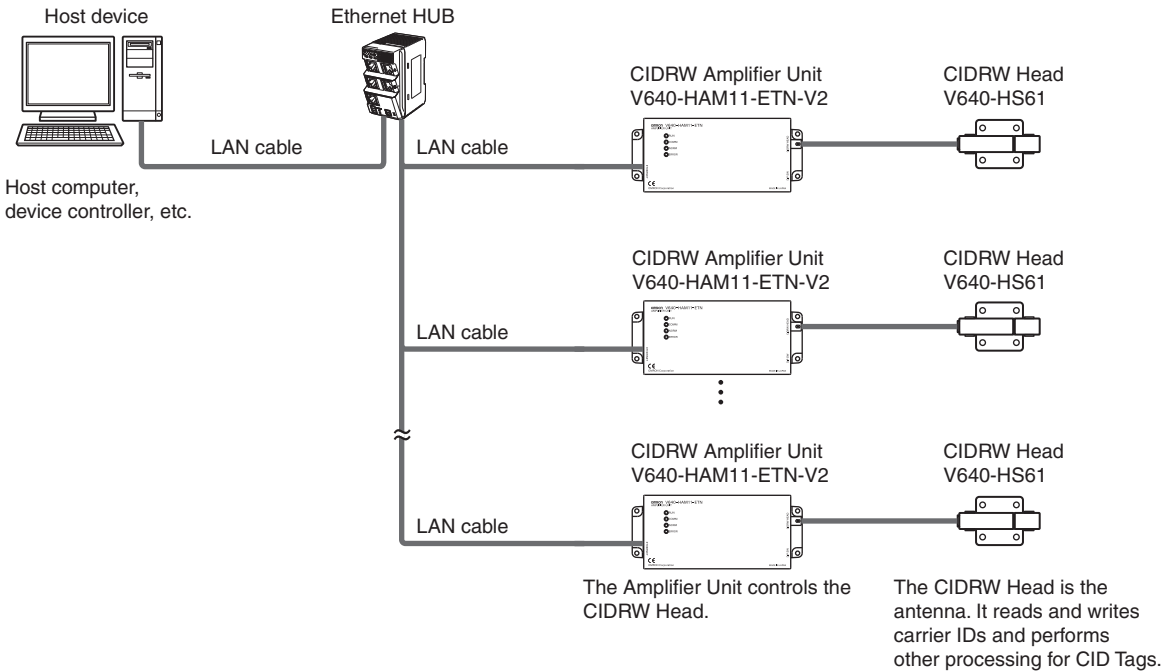 Host device
Ethernet HUB
CIDRW Amplifier Unit
V640-HAM11-ETN-V2
CIDRW Head
V640-HS61
LAN cable
LAN cable
Host computer,
device controller, etc.
CIDRW Amplifier Unit
V640-HAM11-ETN-V2
CIDRW Head
V640-HS61
LAN cable
CIDRW Amplifier Unit
V640-HAM11-ETN-V2
CIDRW Head
V640-HS61
LAN cable
The Amplifier Unit controls the
CIDRW Head.
The CIDRW Head is the
antenna. It reads and writes
carrier IDs and performs
other processing for CID Tags.